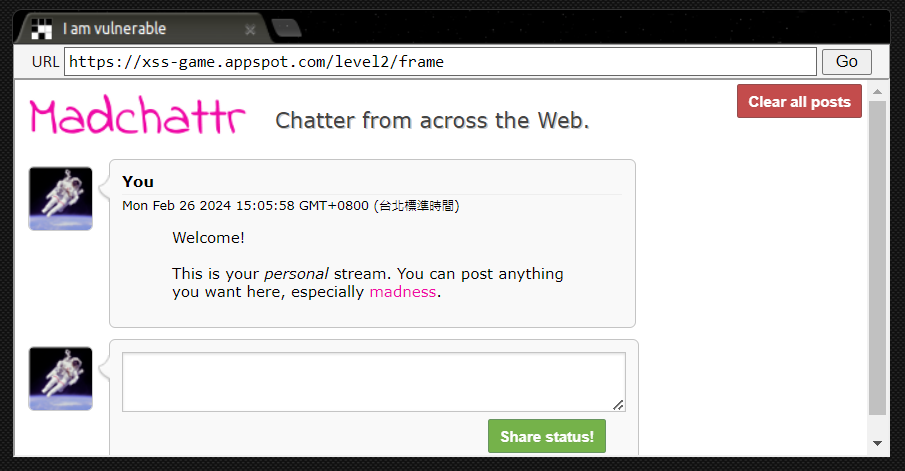 I am vulnerable
URL https://xss-game.appspot.com/level2/frame Go
Madchattr Chatter from across the Web. Clear all posts
You
Mon Feb 26 2024 15:05:58 GMT+0800 (台北標準時間)
Welcome!
This is your personal stream. You can post anything
you want here, especially madness.
Share status!